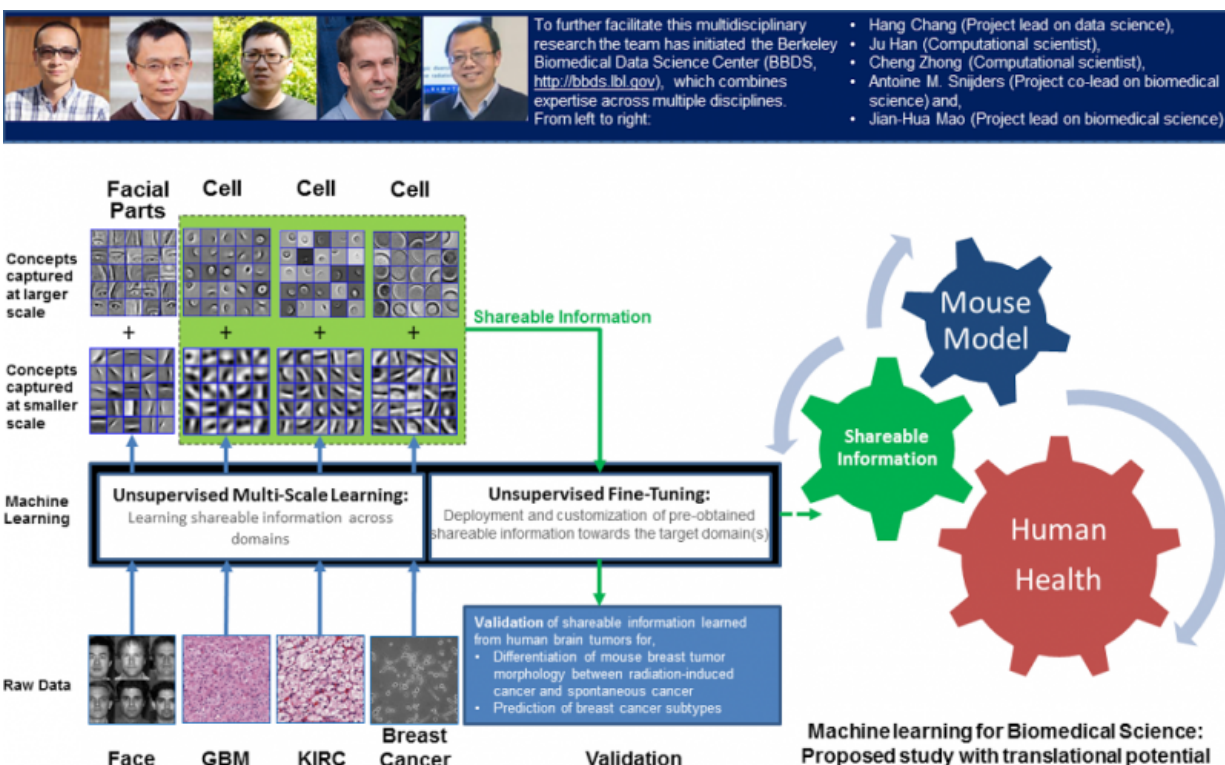 To further facilitate this multidisciplinary
research the team has initiated the Berkeley
Biomedical Data Science Center (BBDS,
http://bbds.lbl.gov), which combines
expertise across multiple disciplines.
From left to right:
• Hang Chang (Project lead on data science),
• Ju Han (Computational scientist),
• Cheng Zhong (Computational scientist),
• Antoine M. Snijders (Project co-lead on biomedical
science) and,
• Jian-Hua Mao (Project lead on biomedical science)
Facial
Parts
Cell
Cell
Cell
Concepts
captured
at larger
scale
+
+
+
+
Shareable Information
Concepts
captured
at smaller
scale
Mouse
Model
Shareable
Information
Human
Health
Machine
Learning
Unsupervised Multi-Scale Learning:
Learning shareable information across
domains
Unsupervised Fine-Tuning:
Deployment and customization of pre-obtained
shareable information towards the target domain(s)
Raw Data
Validation of shareable information learned
from human brain tumors for,
• Differentiation of mouse breast tumor
morphology between radiation-induced
cancer and spontaneous cancer
• Prediction of breast cancer subtypes
Face
GBM
KIRC
Breast
Cancer
Validation
Machine learning for Biomedical Science:
Proposed study with translational potential